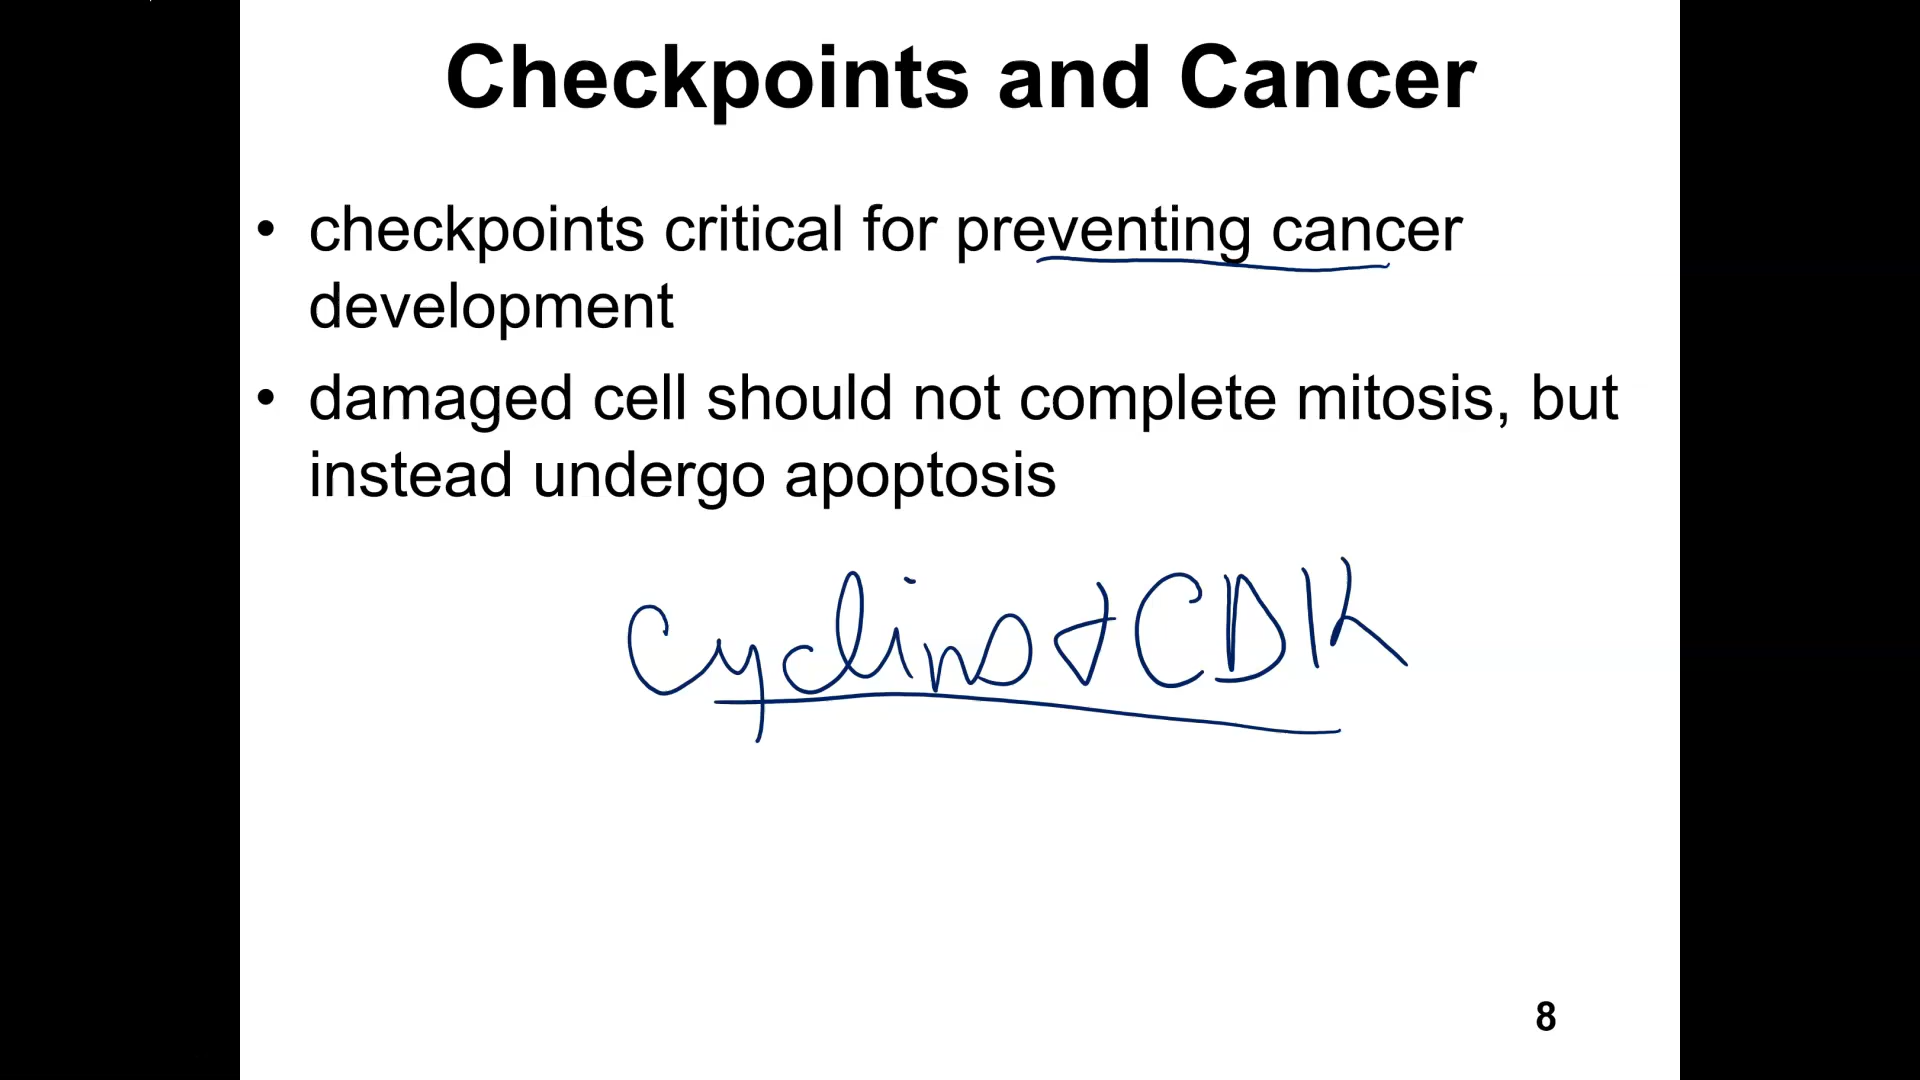 Checkpoints and Cancer
• checkpoints critical for preventing cancer
development
• damaged cell should not complete mitosis, but
instead undergo apoptosis
cyclins & CDK
8